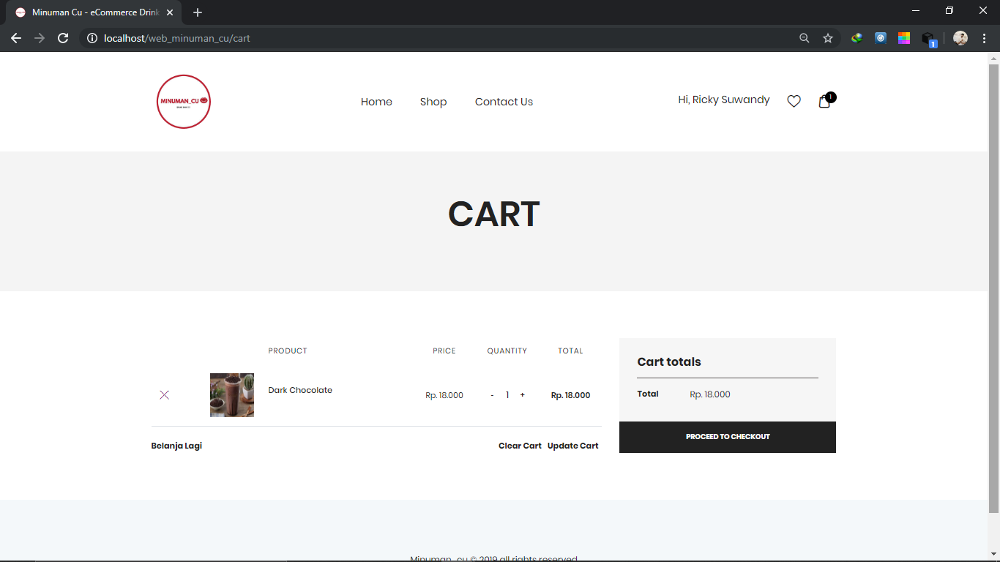 Minuman Cu - eCommerce Drink
localhost/web_minuman_cu/cart
1
MINUMAN_CU
Home
Shop
Contact Us
Hi, Ricky Suwandy
1
CART
PRODUCT PRICE QUANTITY TOTAL
Dark Chocolate Rp. 18.000 - 1 + Rp. 18.000
Belanja Lagi Clear Cart Update Cart
Cart totals
Total Rp. 18.000
PROCEED TO CHECKOUT
Minuman_cu © 2019 all rights reserved